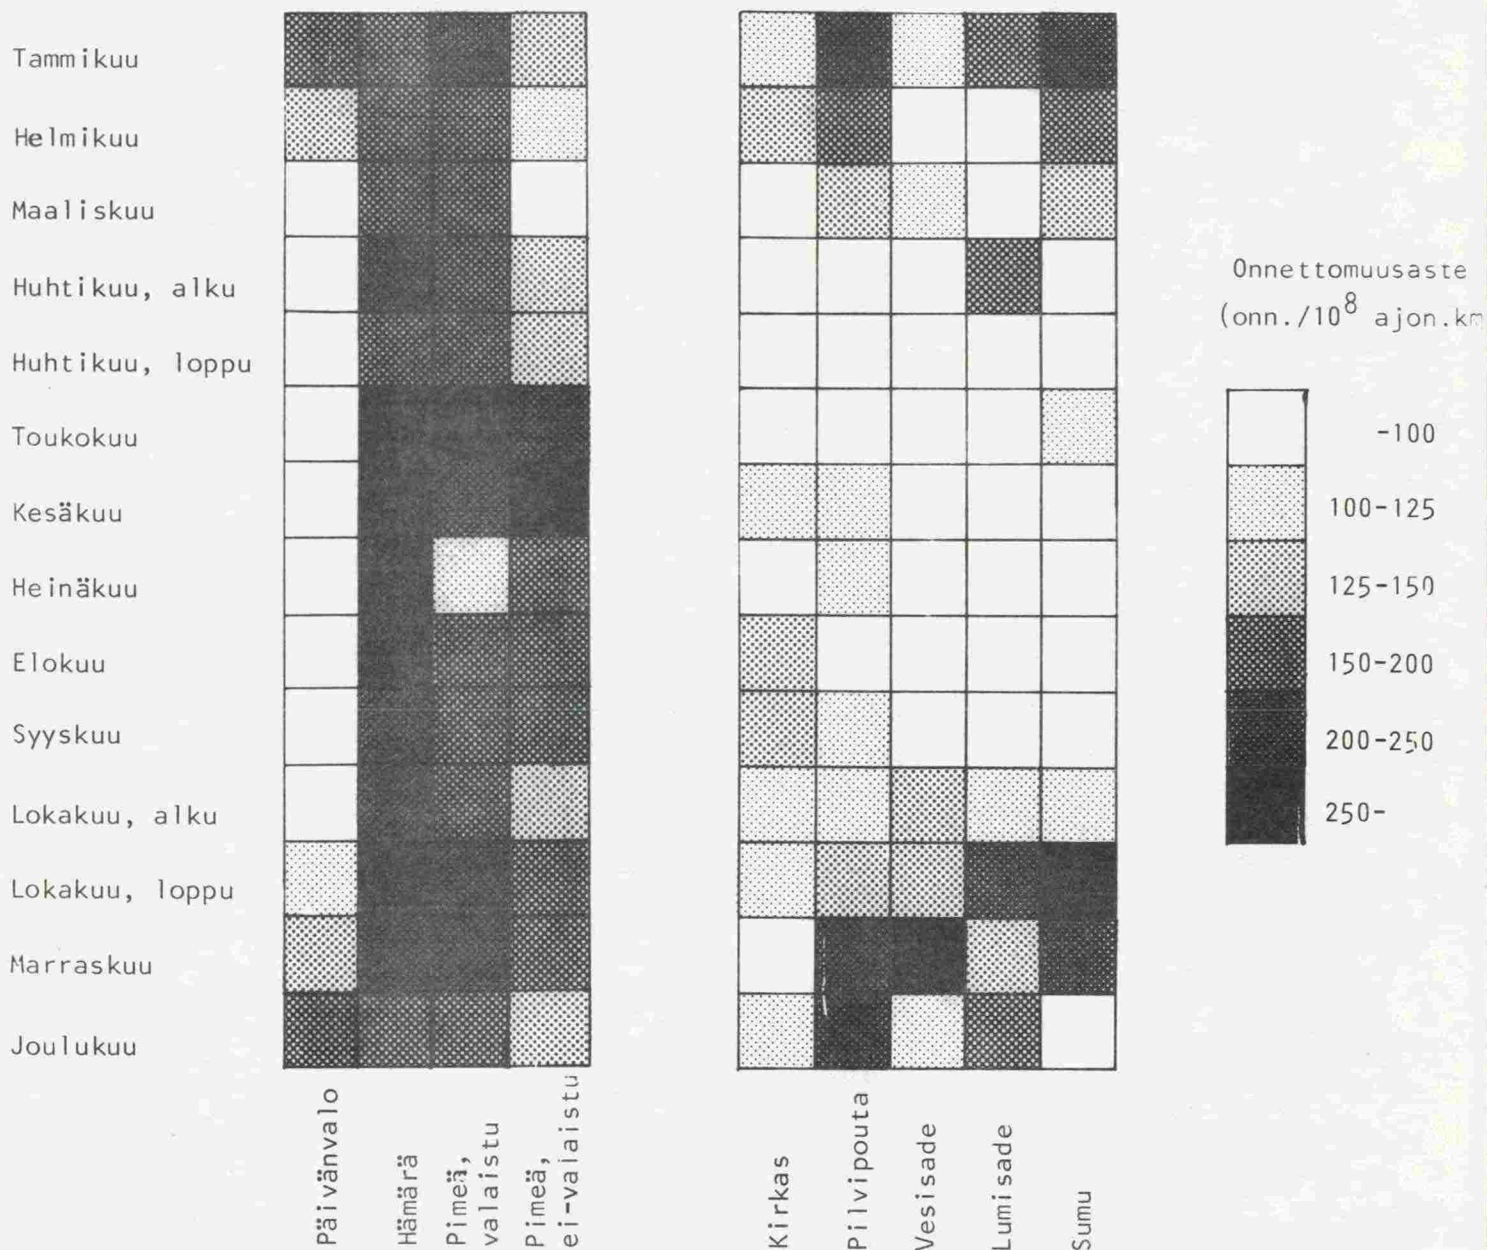 Tammikuu
Helmikuu
Maaliskuu
Huhtikuu, alku
Huhtikuu, loppu
Toukokuu
Kesäkuu
Heinäkuu
Elokuu
Syyskuu
Lokakuu, alku
Lokakuu, loppu
Marraskuu
Joulukuu
Päivänvalo
Hämärä
Pimeä,
valaistu
Pimeä,
ei-valaistu
Kirkas
Pilvipouta
Vesisade
Lumisade
Sumu
Onnettomuusaste
(onn./10⁸ ajon.km
-100
100-125
125-150
150-200
200-250
250-